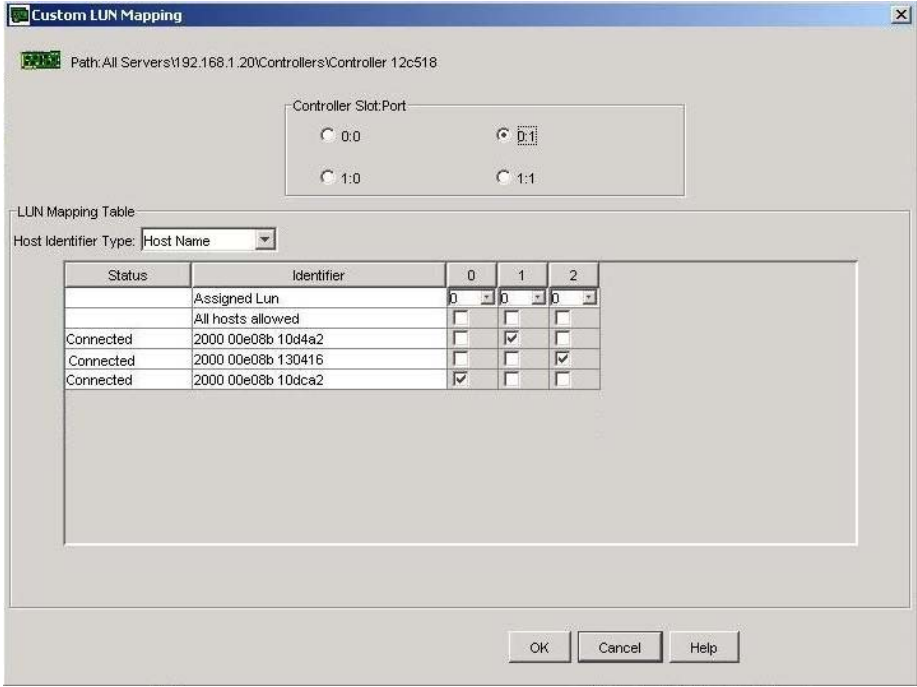 Custom LUN Mapping
Path:All Servers\192.168.1.20\Controllers\Controller 12c518
Controller Slot:Port
0:0 0:1
1:0 1:1
LUN Mapping Table
Host Identifier Type: Host Name
Status Identifier 0 1 2
Assigned Lun 0 0 0
All hosts allowed
Connected 2000 00e08b 10d4a2
Connected 2000 00e08b 130416
Connected 2000 00e08b 10dca2
OK Cancel Help